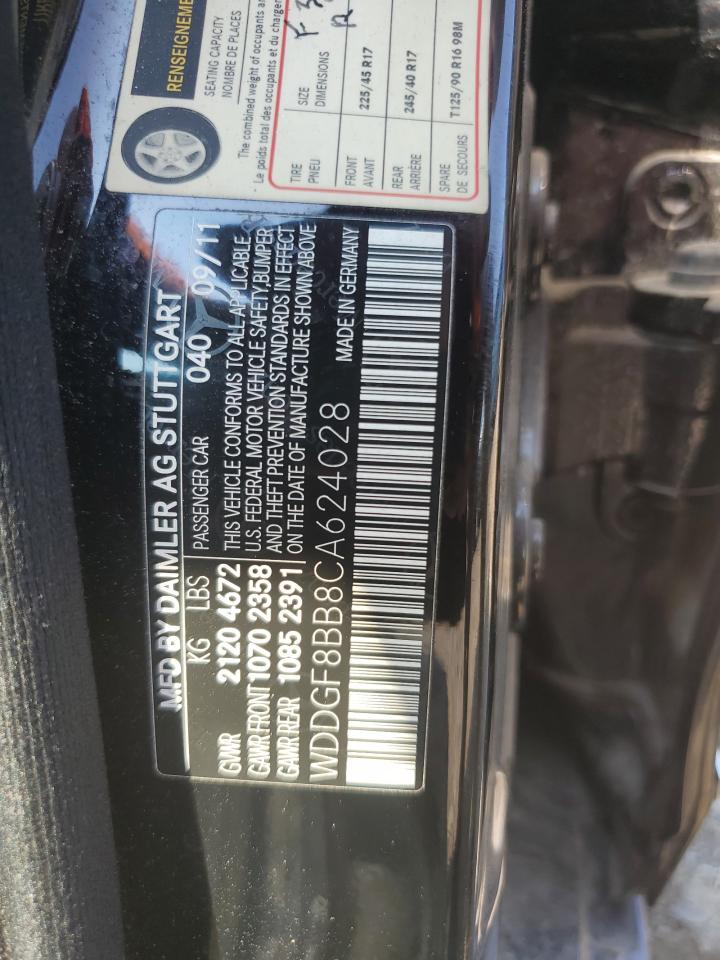 RENSEIGNEME
SEATING CAPACITY
NOMBRE DE PLACES
The combined weight of occupants
Le poids total des occupants et du
TIRE
PNEU
SIZE
DIMENSIONS
FRONT
AVANT
225/45 R17
REAR
ARRIÈRE
245/40 R17
SPARE
DE SECOURS
T125/90 R16 98M
MFD BY DAIMLER AG STUTTGART
KG LBS PASSENGER CAR 040 09/11
GWR 2120 4672 THIS VEHICLE CONFORMS TO ALL APPLICABLE
GAWR FRONT 1070 2358 U.S. FEDERAL MOTOR VEHICLE SAFETY,BUMPER
GAWR REAR 1085 2391 AND THEFT PREVENTION STANDARDS IN EFFECT
ON THE DATE OF MANUFACTURE SHOWN ABOVE
WDDGF8BB8CA624028 MADE IN GERMANY